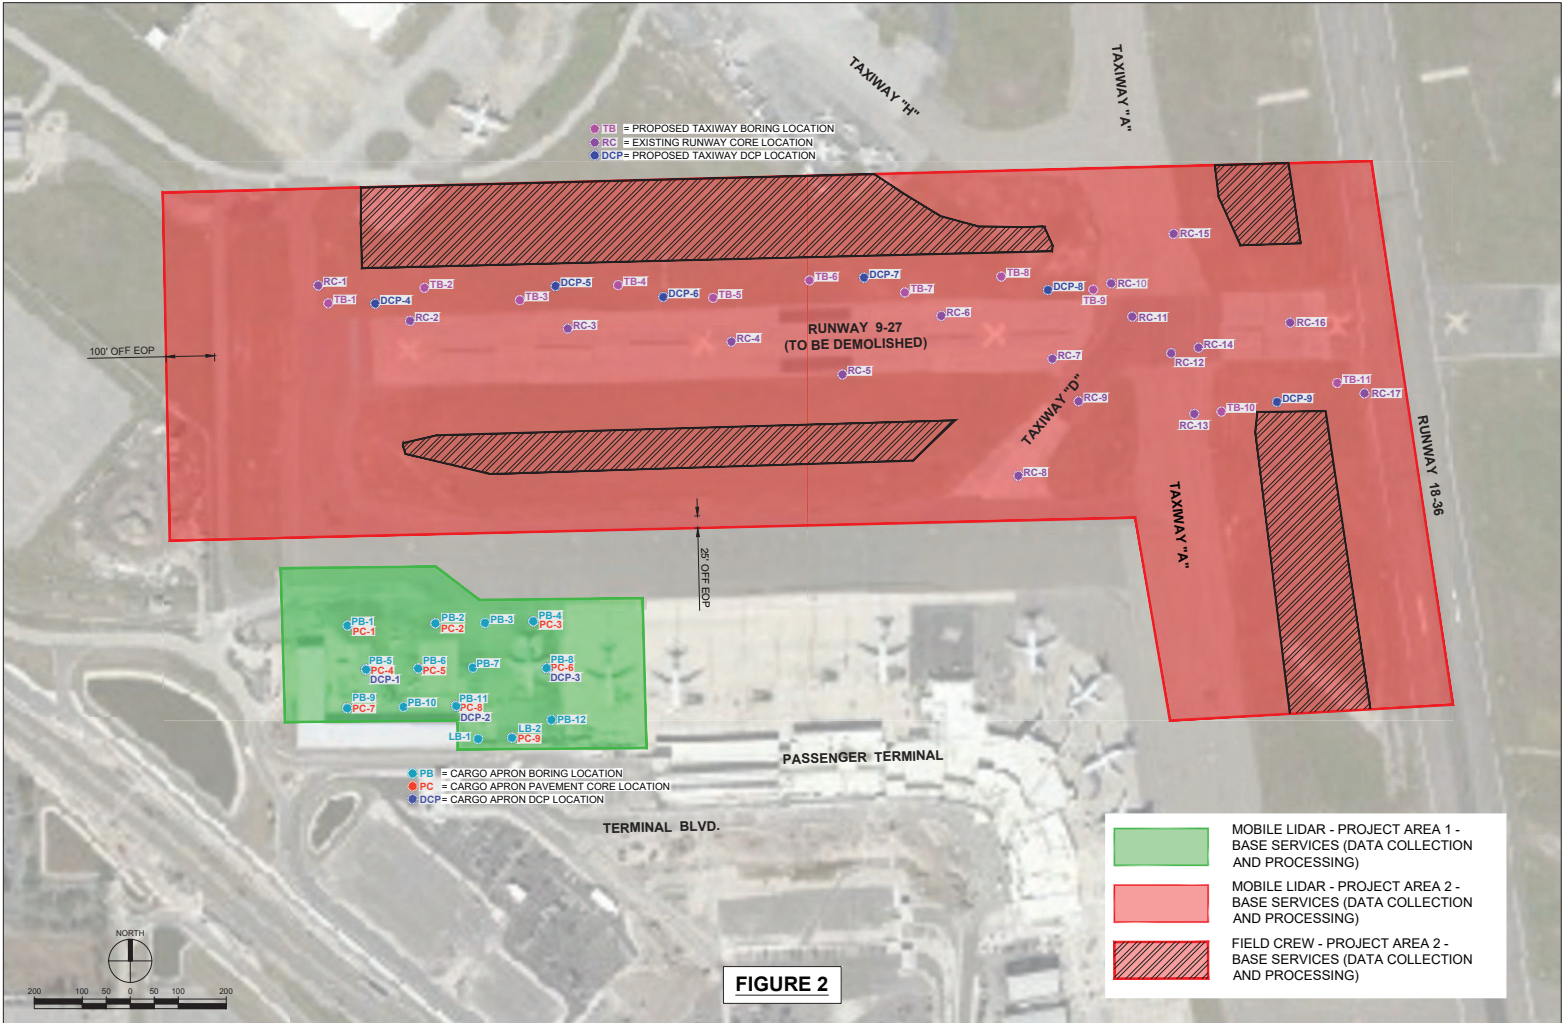 TAXIWAY "H"
TAXIWAY "A"
TB = PROPOSED TAXIWAY BORING LOCATION
RC = EXISTING RUNWAY CORE LOCATION
DCP= PROPOSED TAXIWAY DCP LOCATION
RC-15
RC-1
TB-1
DCP-4
TB-2
RC-2
TB-3
DCP-5
RC-3
TB-4
DCP-6
TB-5
RC-4
TB-6
DCP-7
TB-7
RC-6
TB-8
DCP-8
TB-9
RC-10
RC-11
RC-16
RUNWAY 9-27
(TO BE DEMOLISHED)
RC-5
RC-7
RC-14
RC-12
100' OFF EOP
TAXIWAY "D"
RC-9
RC-13
TB-10
DCP-9
TB-11
RC-17
RC-8
RUNWAY 18-36
TAXIWAY "A"
25' OFF EOP
PB-1
PC-1
PB-2
PC-2
PB-3
PB-4
PC-3
PB-5
PC-4
DCP-1
PB-6
PC-5
PB-7
PB-8
PC-6
DCP-3
PB-9
PC-7
PB-10
PB-11
PC-8
DCP-2
PB-12
LB-1
LB-2
PC-9
PASSENGER TERMINAL
PB = CARGO APRON BORING LOCATION
PC = CARGO APRON PAVEMENT CORE LOCATION
DCP= CARGO APRON DCP LOCATION
TERMINAL BLVD.
MOBILE LIDAR - PROJECT AREA 1 -
BASE SERVICES (DATA COLLECTION
AND PROCESSING)
MOBILE LIDAR - PROJECT AREA 2 -
BASE SERVICES (DATA COLLECTION
AND PROCESSING)
FIELD CREW - PROJECT AREA 2 -
BASE SERVICES (DATA COLLECTION
AND PROCESSING)
NORTH
200 100 50 0 50 100 200
FIGURE 2